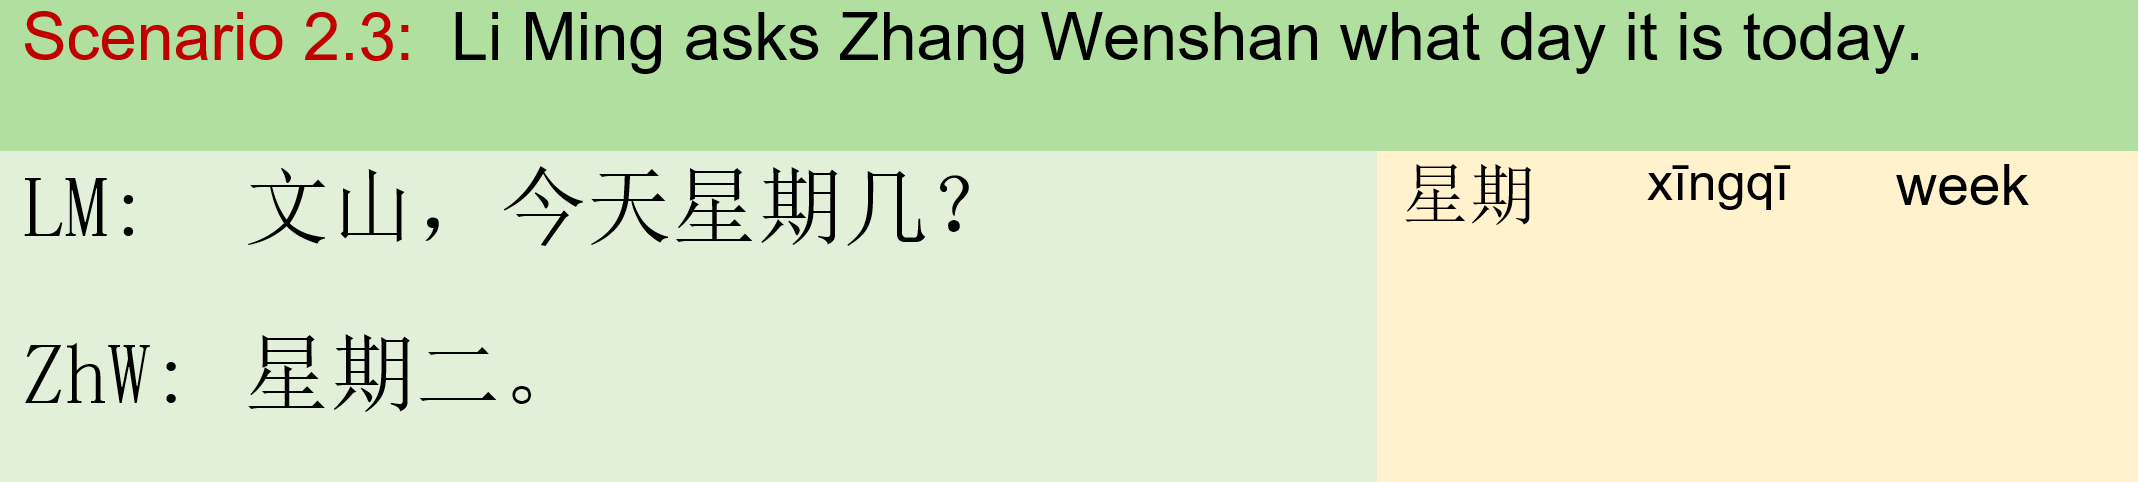 Scenario 2.3: Li Ming asks Zhang Wenshan what day it is today.
LM: 文山，今天星期几？
ZhW: 星期二。
星期 xīngqī week